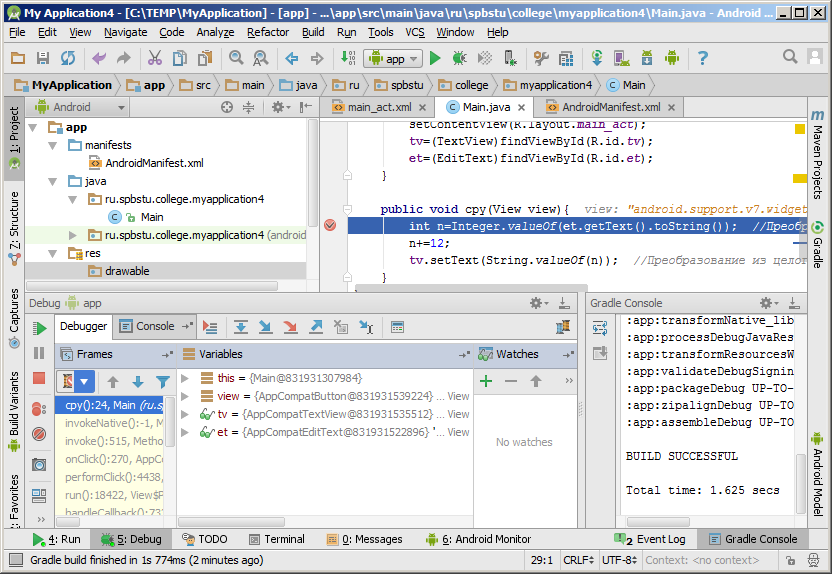 My Application4 - [C:\TEMP\MyApplication] - [app] - ...\app\src\main\java\ru\spbstu\college\myapplication4\Main.java - Android
File Edit View Navigate Code Analyze Refactor Build Run Tools VCS Window Help
app
MyApplication app src main java ru spbstu college myapplication4 Main
1: Project
Z: Structure
Captures
Build Variants
Favorites
Android
app
manifests
AndroidManifest.xml
java
ru.spbstu.college.myapplication4
Main
ru.spbstu.college.myapplication4 (android
res
drawable
main_act.xml Main.java AndroidManifest.xml
setContentView(R.layout.main_act);
tv=(TextView)findViewById(R.id.tv);
et=(EditText)findViewById(R.id.et);
}
public void cpy(View view){ view: "android.support.v7.widget
int n=Integer.valueOf(et.getText().toString()); //Преобр
n+=12;
tv.setText(String.valueOf(n)); //Преобразование из целог
}
Maven Projects
Gradle
Android Model
Debug app
Debugger Console
Frames
cpy():24, Main (ru.s
invokeNative():-1, M
invoke():515, Metho
onClick():270, AppCo
performClick():4438,
run():18422, View$P
handleCallback():733
Variables
this = {Main@831931307984}
view = {AppCompatButton@831931539224} ... View
tv = {AppCompatTextView@831931535512} ... View
et = {AppCompatEditText@831931522896} "... View
Watches
No watches
Gradle Console
:app:transformNative_lib
:app:processDebugJavaRes
:app:transformResourcesW
:app:validateDebugSignin
:app:packageDebug UP-TO-
:app:zipalignDebug UP-TO
:app:assembleDebug UP-TO
BUILD SUCCESSFUL
Total time: 1.625 secs
4: Run 5: Debug TODO Terminal 0: Messages 6: Android Monitor 2 Event Log Gradle Console
Gradle build finished in 1s 774ms (2 minutes ago) 29:1 CRLF UTF-8 Context: <no context>